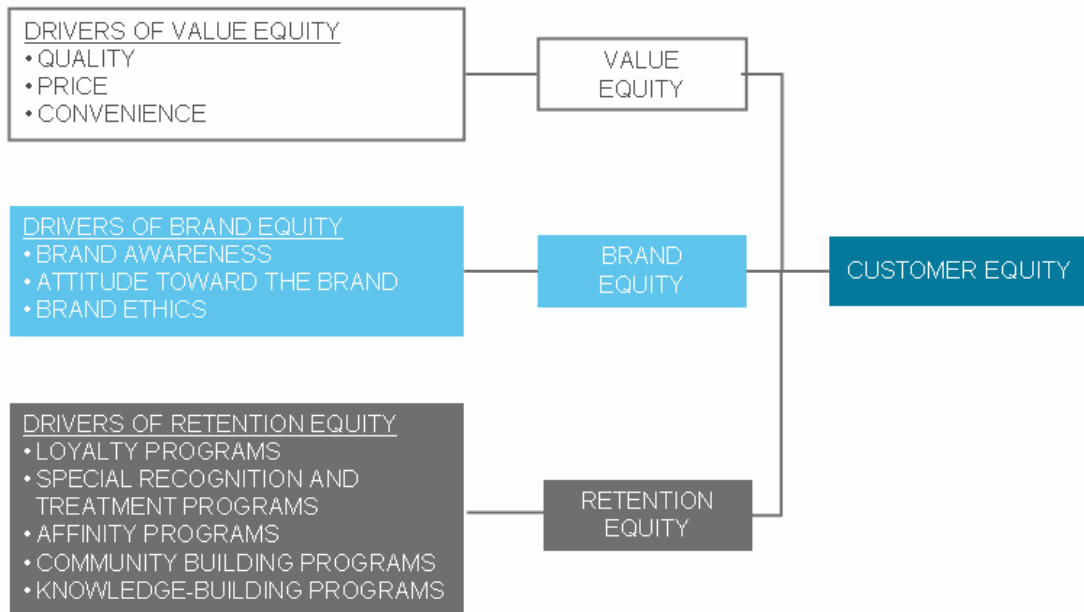 DRIVERS OF VALUE EQUITY
• QUALITY
• PRICE
• CONVENIENCE
VALUE
EQUITY
DRIVERS OF BRAND EQUITY
• BRAND AWARENESS
• ATTITUDE TOWARD THE BRAND
• BRAND ETHICS
BRAND
EQUITY
CUSTOMER EQUITY
DRIVERS OF RETENTION EQUITY
• LOYALTY PROGRAMS
• SPECIAL RECOGNITION AND
TREATMENT PROGRAMS
• AFFINITY PROGRAMS
• COMMUNITY BUILDING PROGRAMS
• KNOWLEDGE-BUILDING PROGRAMS
RETENTION
EQUITY